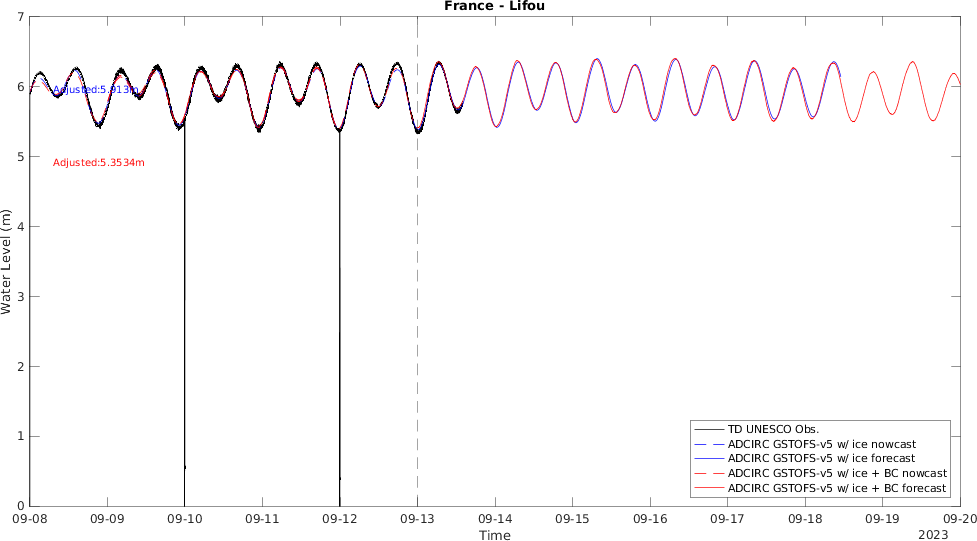 France - Lifou
7
6
5
4
3
2
1
0
Water Level (m)
Adjusted:5.913m
Adjusted:5.3534m
TD UNESCO Obs.
ADCIRC GSTOFS-v5 w/ ice nowcast
ADCIRC GSTOFS-v5 w/ ice forecast
ADCIRC GSTOFS-v5 w/ ice + BC nowcast
ADCIRC GSTOFS-v5 w/ ice + BC forecast
09-08 09-09 09-10 09-11 09-12 09-13 09-14 09-15 09-16 09-17 09-18 09-19 09-20
Time
2023